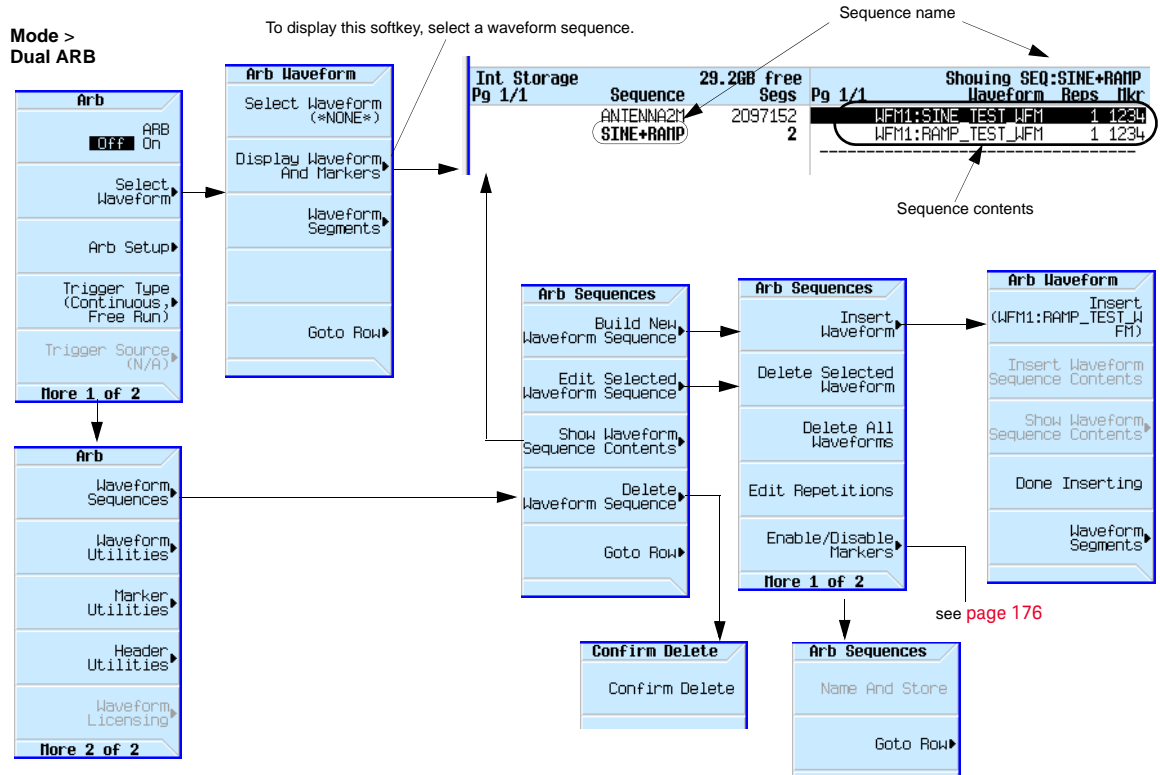 Mode >
Dual ARB
To display this softkey, select a waveform sequence.
Sequence name
Arb
ARB
Off On
Select
Waveform
Arb Setup
Trigger Type
(Continuous,
Free Run)
Trigger Source
(N/A)
More 1 of 2
Arb Waveform
Select Waveform
(*NONE*)
Display Waveform
And Markers
Waveform
Segments
Goto Row
Int Storage 29.2GB free
Pg 1/1 Sequence Segs
ANTENNA2M 2097152
SINE+RAMP 2
Showing SEQ:SINE+RAMP
Pg 1/1 Waveform Reps Mkr
WFM1:SINE_TEST_WFM 1 1234
WFM1:RAMP_TEST_WFM 1 1234
Sequence contents
Arb
Waveform
Sequences
Waveform
Utilities
Marker
Utilities
Header
Utilities
Waveform
Licensing
More 2 of 2
Arb Sequences
Build New
Waveform Sequence
Edit Selected
Waveform Sequence
Show Waveform
Sequence Contents
Delete
Waveform Sequence
Goto Row
Arb Sequences
Insert
Waveform
Delete Selected
Waveform
Delete All
Waveforms
Edit Repetitions
Enable/Disable
Markers
More 1 of 2
Arb Waveform
Insert
(WFM1:RAMP_TEST_W
FM)
Insert Waveform
Sequence Contents
Show Waveform
Sequence Contents
Done Inserting
Waveform
Segments
see page 176
Confirm Delete
Confirm Delete
Arb Sequences
Name And Store
Goto Row